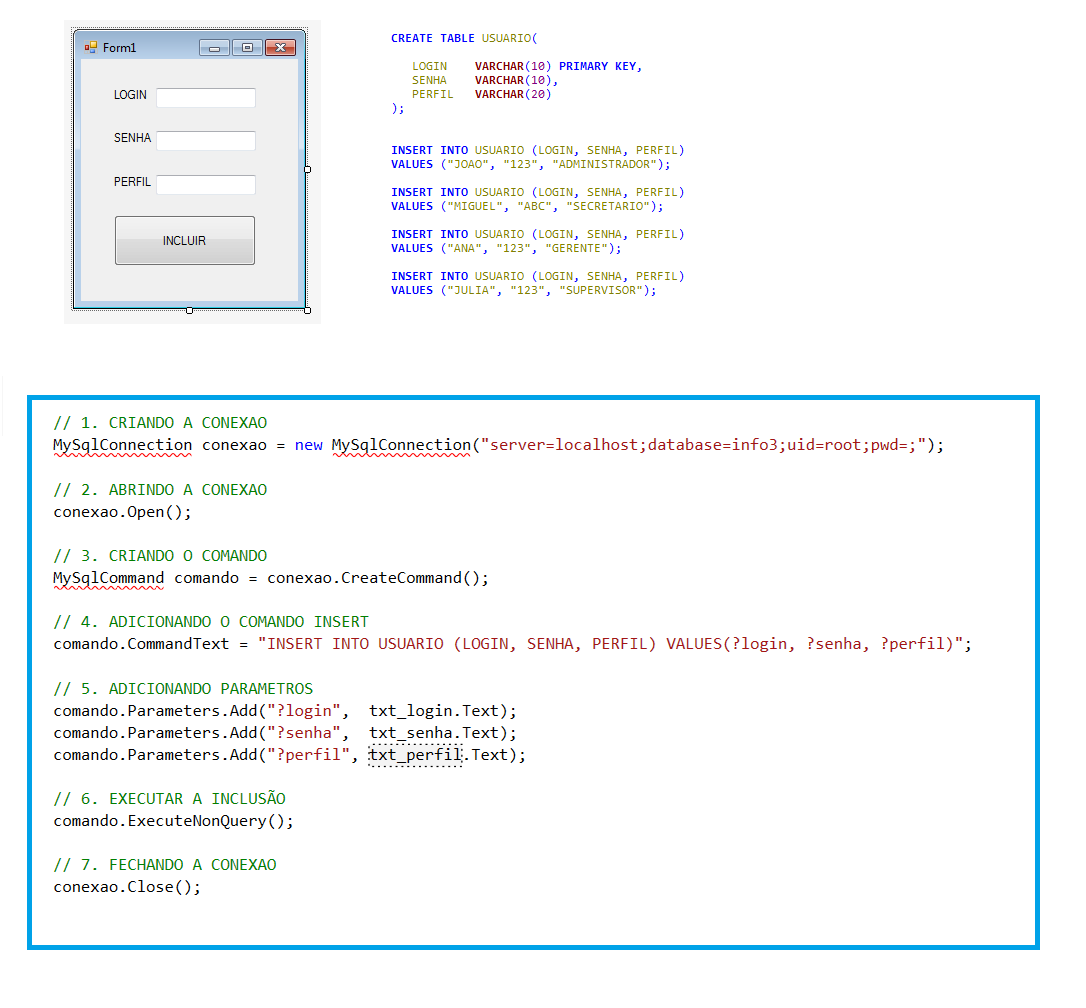 Form1
LOGIN
SENHA
PERFIL
INCLUIR
CREATE TABLE USUARIO(
LOGIN VARCHAR(10) PRIMARY KEY,
SENHA VARCHAR(10),
PERFIL VARCHAR(20)
);
INSERT INTO USUARIO (LOGIN, SENHA, PERFIL)
VALUES ("JOAO", "123", "ADMINISTRADOR");
INSERT INTO USUARIO (LOGIN, SENHA, PERFIL)
VALUES ("MIGUEL", "ABC", "SECRETARIO");
INSERT INTO USUARIO (LOGIN, SENHA, PERFIL)
VALUES ("ANA", "123", "GERENTE");
INSERT INTO USUARIO (LOGIN, SENHA, PERFIL)
VALUES ("JULIA", "123", "SUPERVISOR");
// 1. CRIANDO A CONEXAO
MySqlConnection conexao = new MySqlConnection("server=localhost;database=info3;uid=root;pwd=;");
// 2. ABRINDO A CONEXAO
conexao.Open();
// 3. CRIANDO O COMANDO
MySqlCommand comando = conexao.CreateCommand();
// 4. ADICIONANDO O COMANDO INSERT
comando.CommandText = "INSERT INTO USUARIO (LOGIN, SENHA, PERFIL) VALUES(?login, ?senha, ?perfil)";
// 5. ADICIONANDO PARAMETROS
comando.Parameters.Add("?login", txt_login.Text);
comando.Parameters.Add("?senha", txt_senha.Text);
comando.Parameters.Add("?perfil", txt_perfil.Text);
// 6. EXECUTAR A INCLUSÃO
comando.ExecuteNonQuery();
// 7. FECHANDO A CONEXAO
conexao.Close();